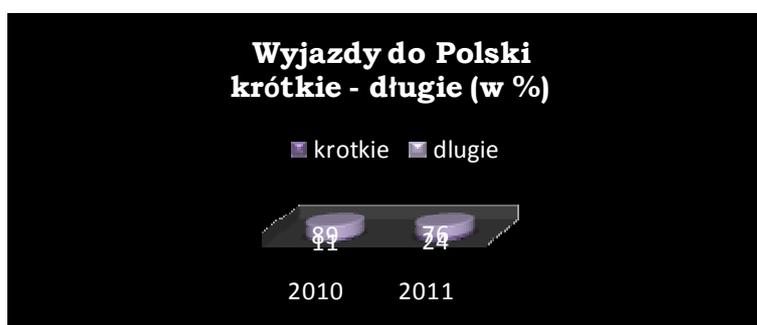 Wyjazdy do Polski
krótkie - długie (w %)
krotkie dlugie
89 76
11 24
2010 2011